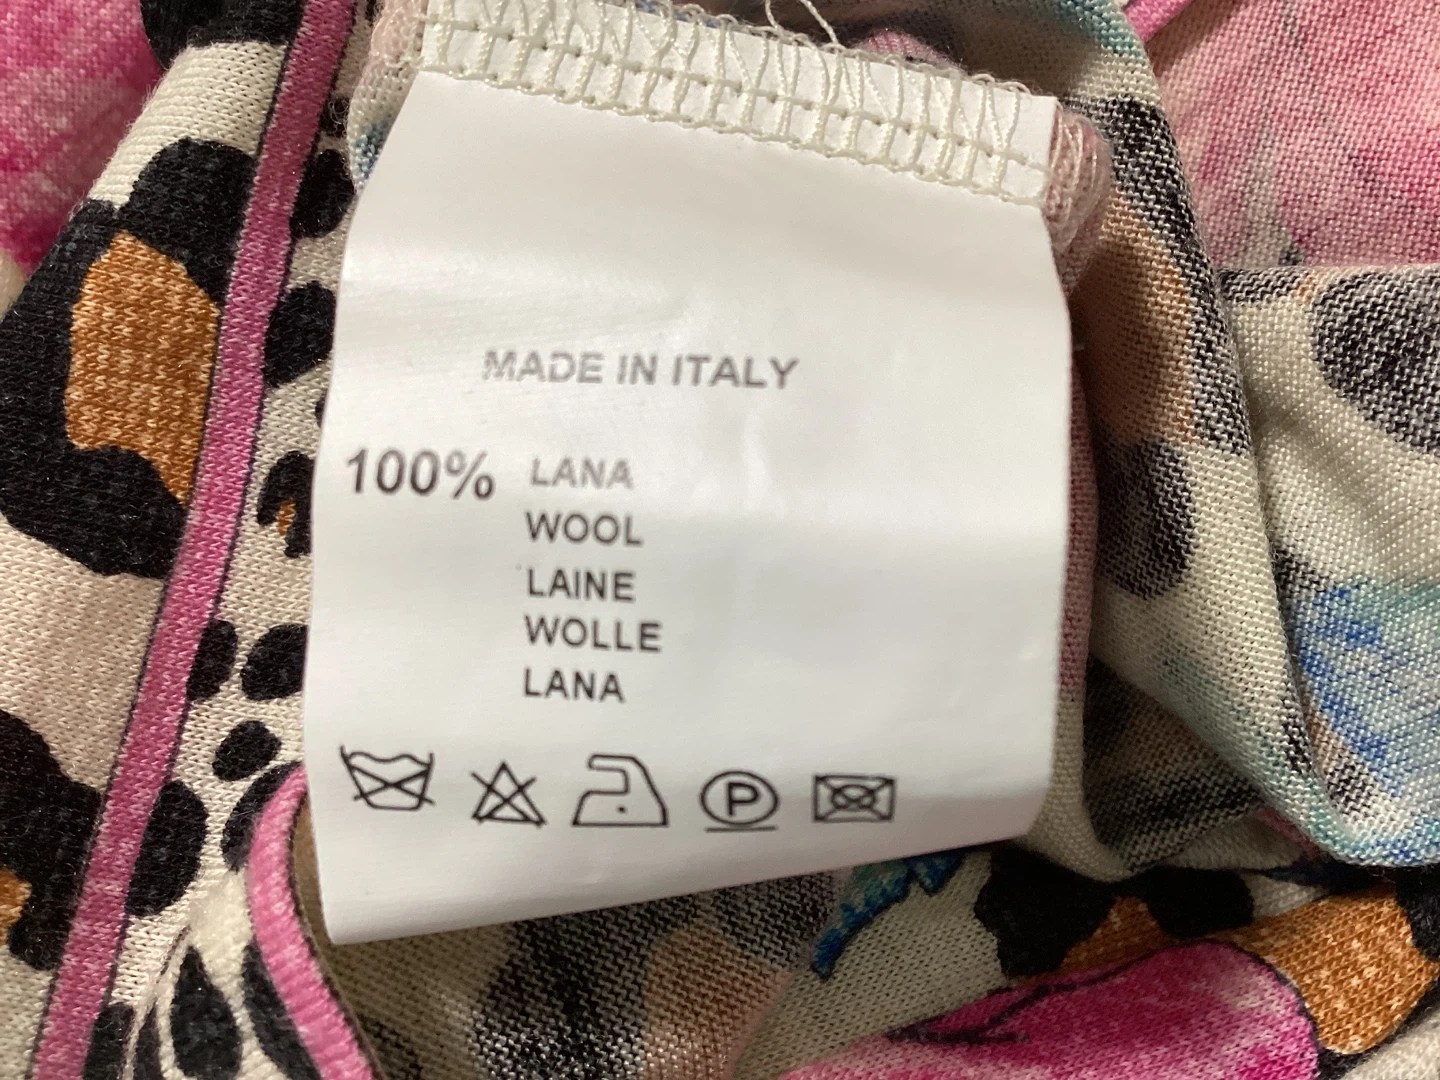 MADE IN ITALY
100% LANA
WOOL
LAINE
WOLLE
LANA
P